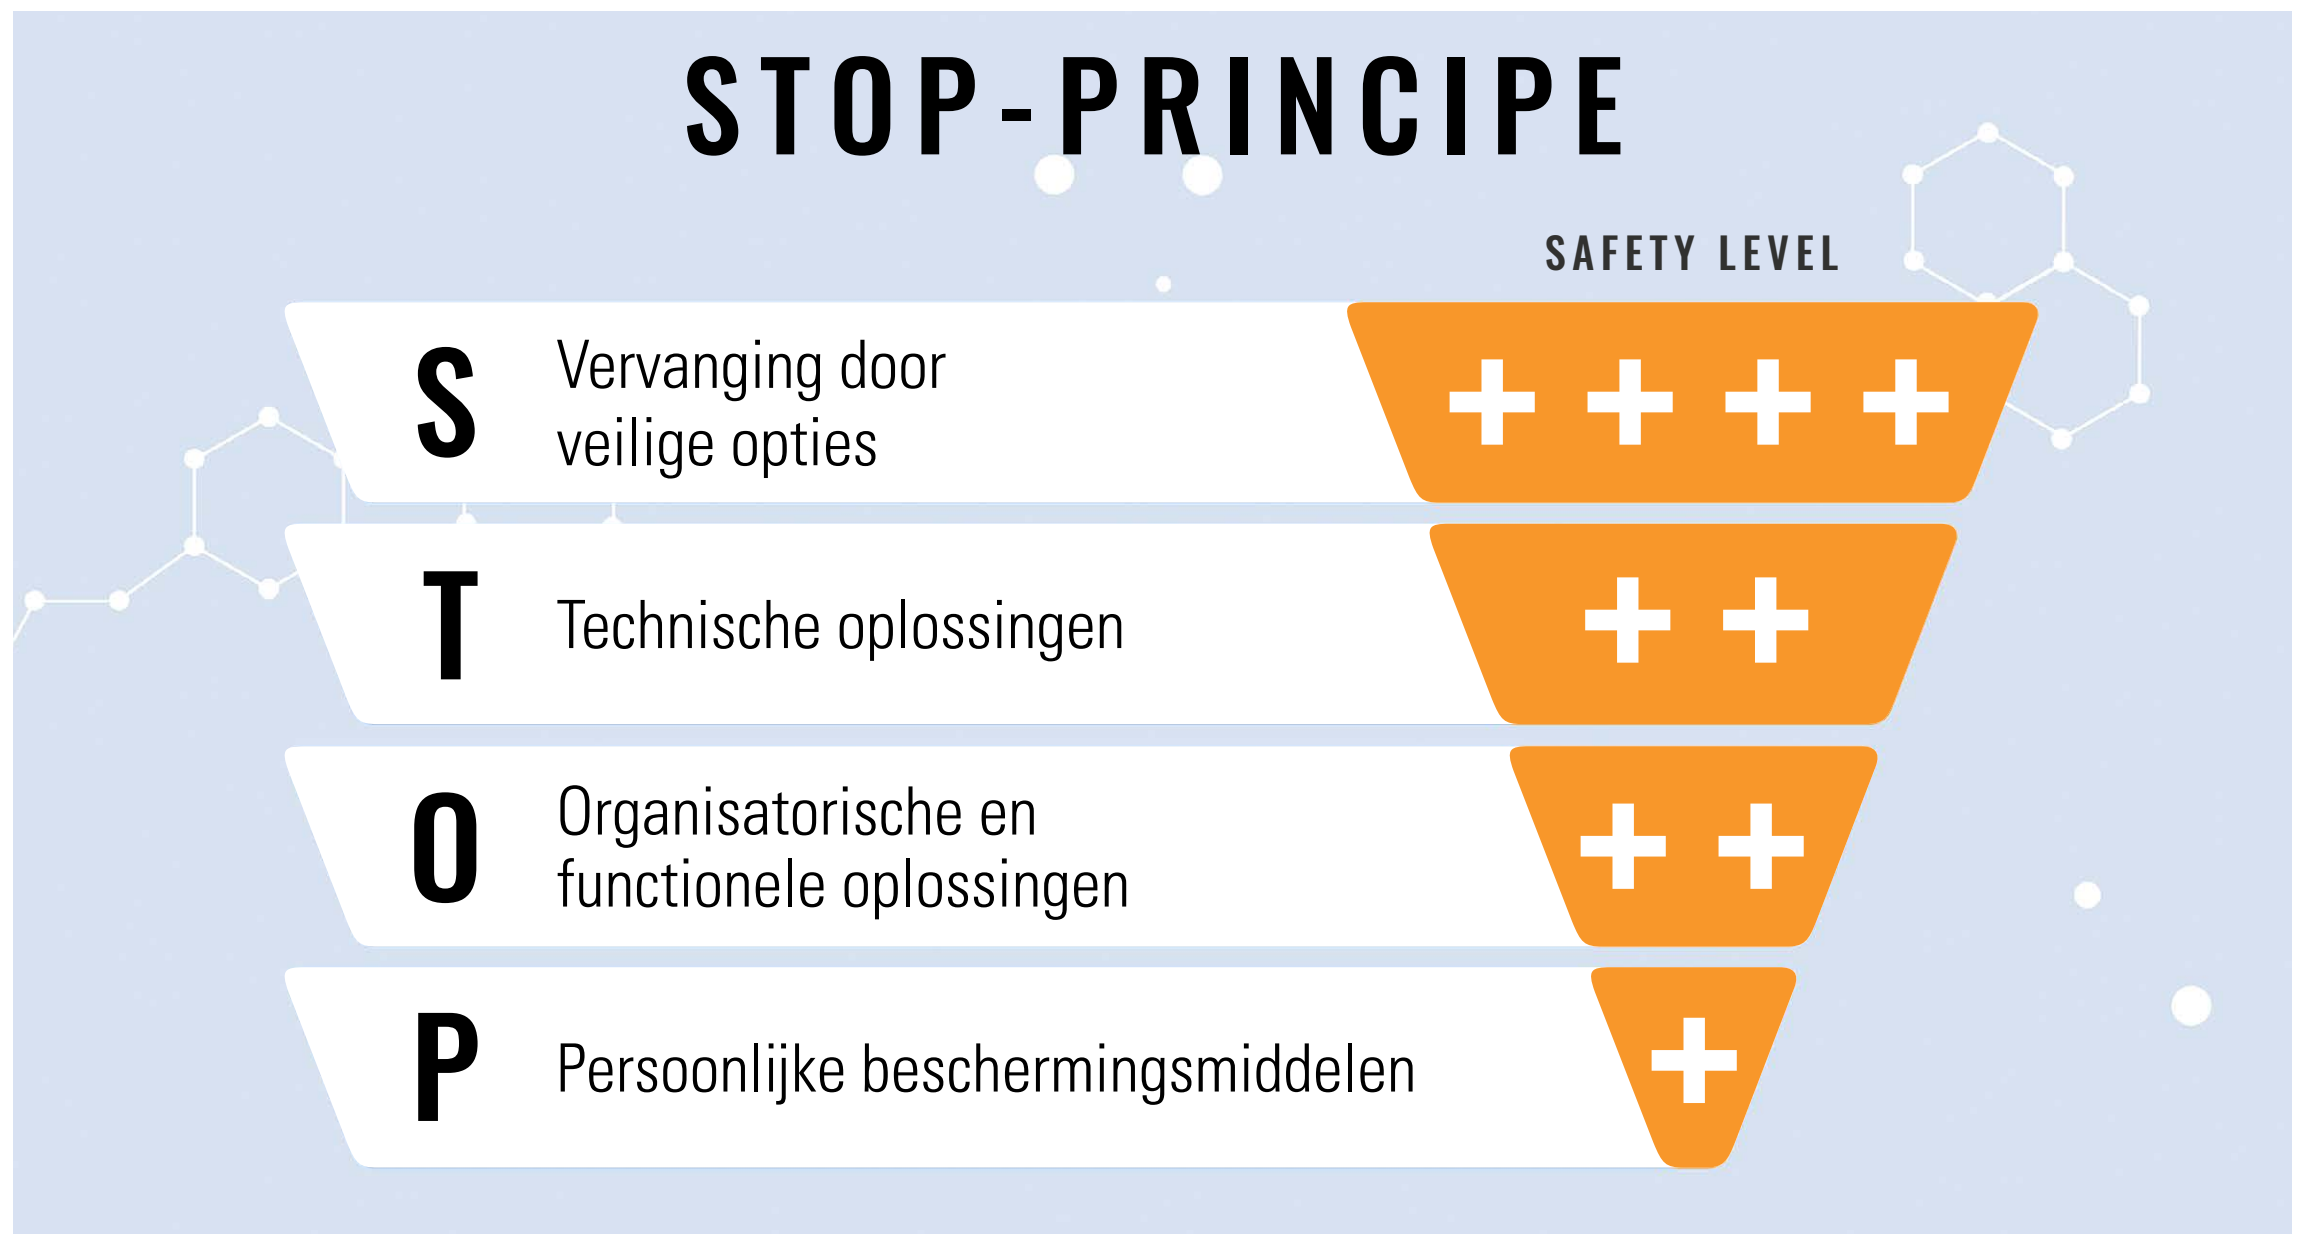 STOP-PRINCIPE
SAFETY LEVEL
S
Vervanging door
veilige opties
++++
T
Technische oplossingen
++
O
Organisatorische en
functionele oplossingen
++
P
Persoonlijke beschermingsmiddelen
+